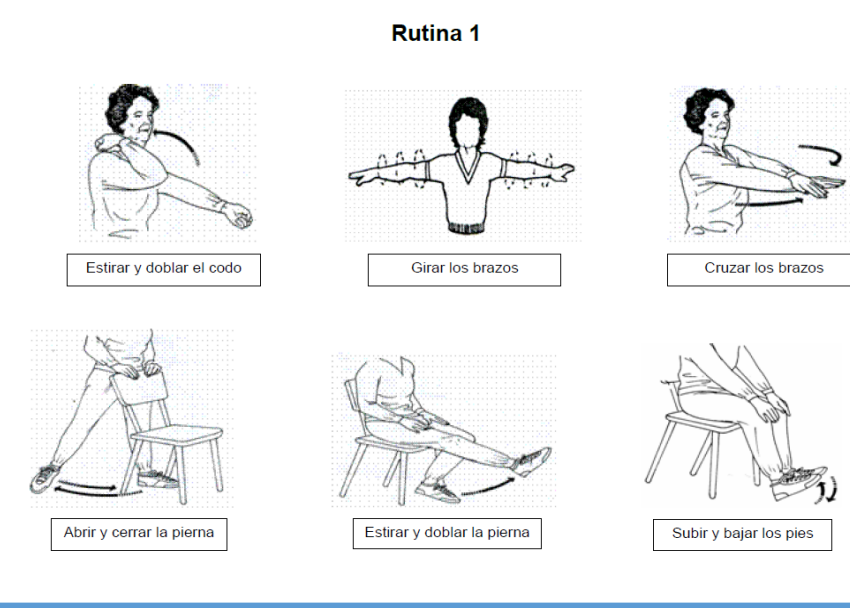 Rutina 1
Estirar y doblar el codo
Girar los brazos
Cruzar los brazos
Abrir y cerrar la pierna
Estirar y doblar la pierna
Subir y bajar los pies